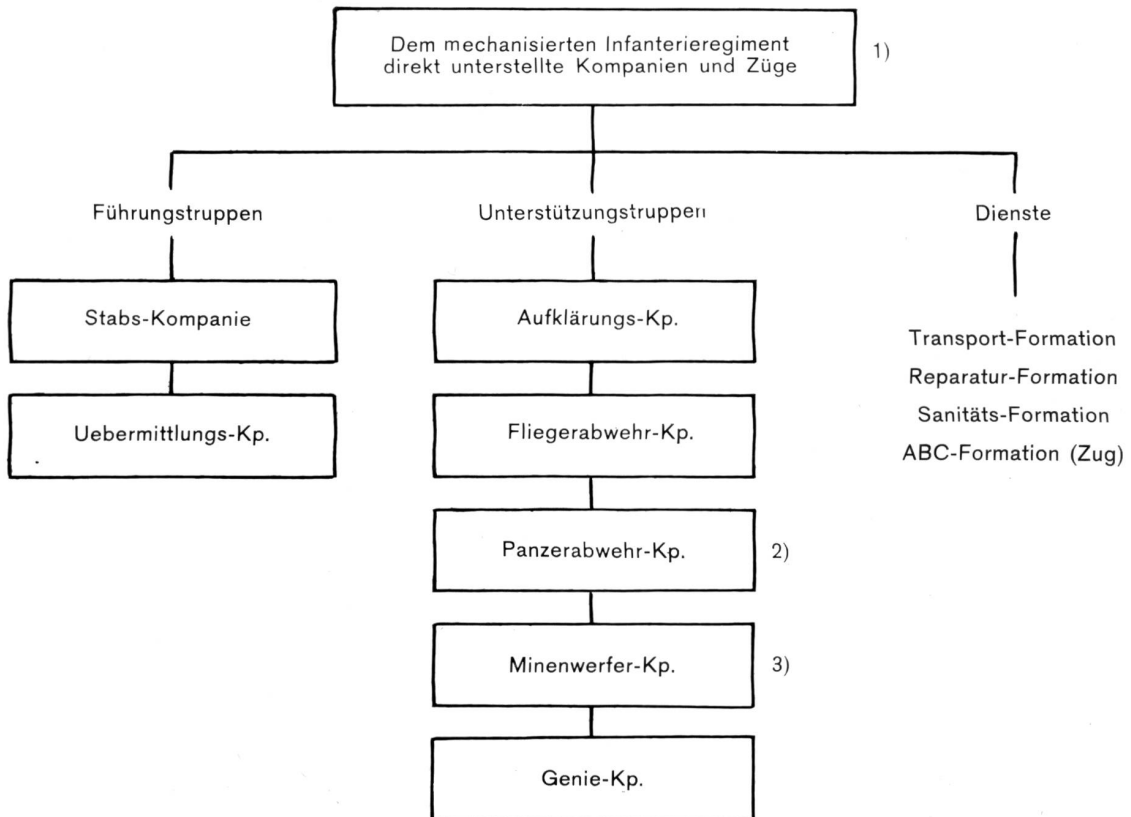 Dem mechanisierten Infanterieregiment
direkt unterstellte Kompanien und Züge
1)
Führungstruppen
Unterstützungstruppen
Dienste
Stabs-Kompanie
Uebermittlungs-Kp.
Aufklärungs-Kp.
Fliegerabwehr-Kp.
Panzerabwehr-Kp.
2)
Minenwerfer-Kp.
3)
Genie-Kp.
Transport-Formation
Reparatur-Formation
Sanitäts-Formation
ABC-Formation (Zug)